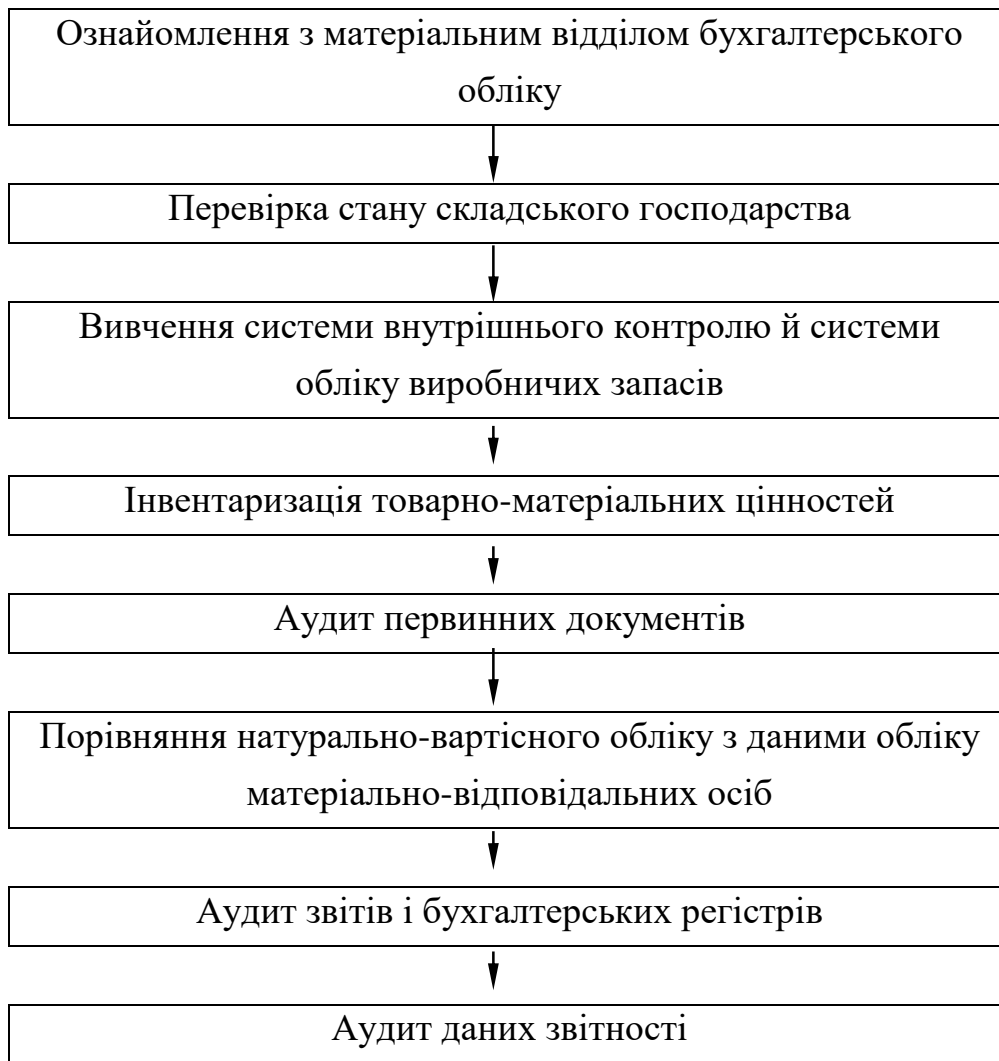 Ознайомлення з матеріальним відділом бухгалтерського
обліку
Перевірка стану складського господарства
Вивчення системи внутрішнього контролю й системи
обліку виробничих запасів
Інвентаризація товарно-матеріальних цінностей
Аудит первинних документів
Порівняння натурально-вартісного обліку з даними обліку
матеріально-відповідальних осіб
Аудит звітів і бухгалтерських регістрів
Аудит даних звітності